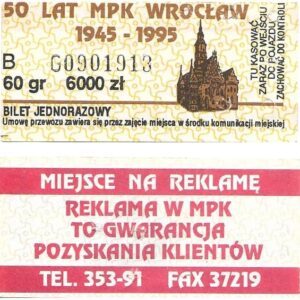 50 LAT MPK WROCŁAW
1945 - 1995
B G0901913
60 gr 6000 zł
BILET JEDNORAZOWY
Umowę przewozu zawiera się przez zajęcie miejsca w środku komunikacji miejskiej
TU KASOWAĆ
ZARAZ PO WEJŚCIU
DO POJAZDU
ZACHOWAĆ DO KONTROLI
MIEJSCE NA REKLAMĘ
REKLAMA W MPK
TO GWARANCJA
POZYSKANIA KLIENTÓW
TEL. 353-91 FAX 37219